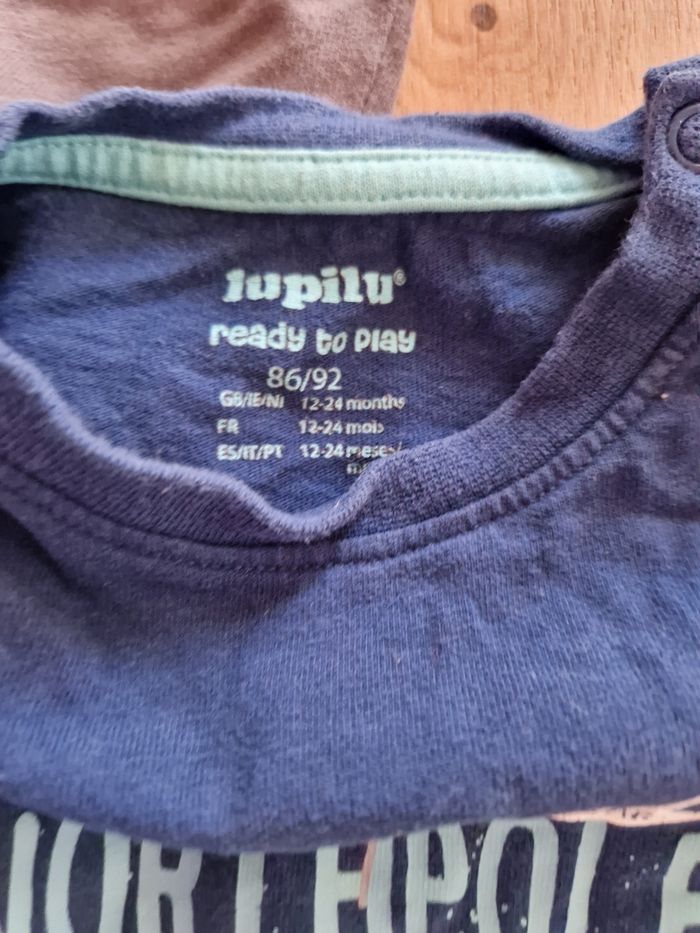 lupilu®
ready to play
86/92
GB/IE/NI 12-24 months
FR 12-24 mois
ES/IT/PT 12-24 meses/